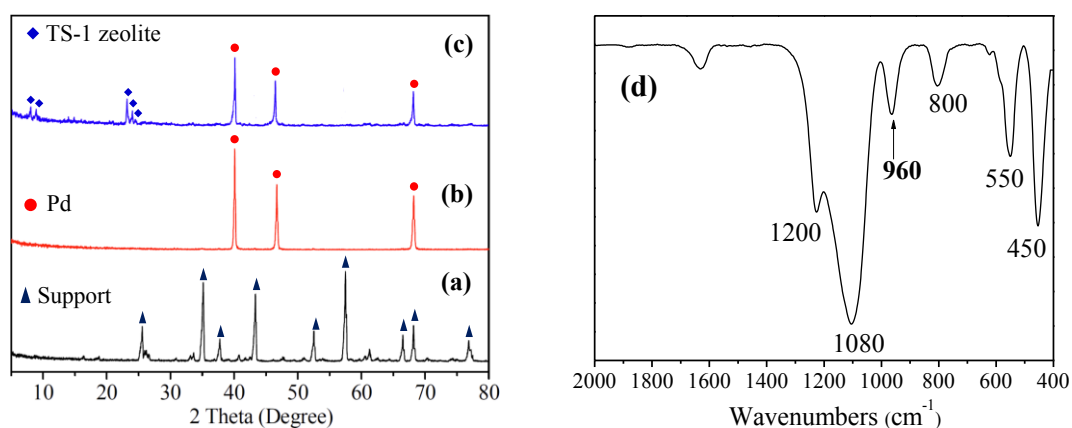 TS-1 zeolite
(c)
(b)
Pd
(a)
Support
10 20 30 40 50 60 70 80
2 Theta (Degree)
(d)
960
800
1200
550
450
1080
2000 1800 1600 1400 1200 1000 800 600 400
Wavenumbers (cm⁻¹)